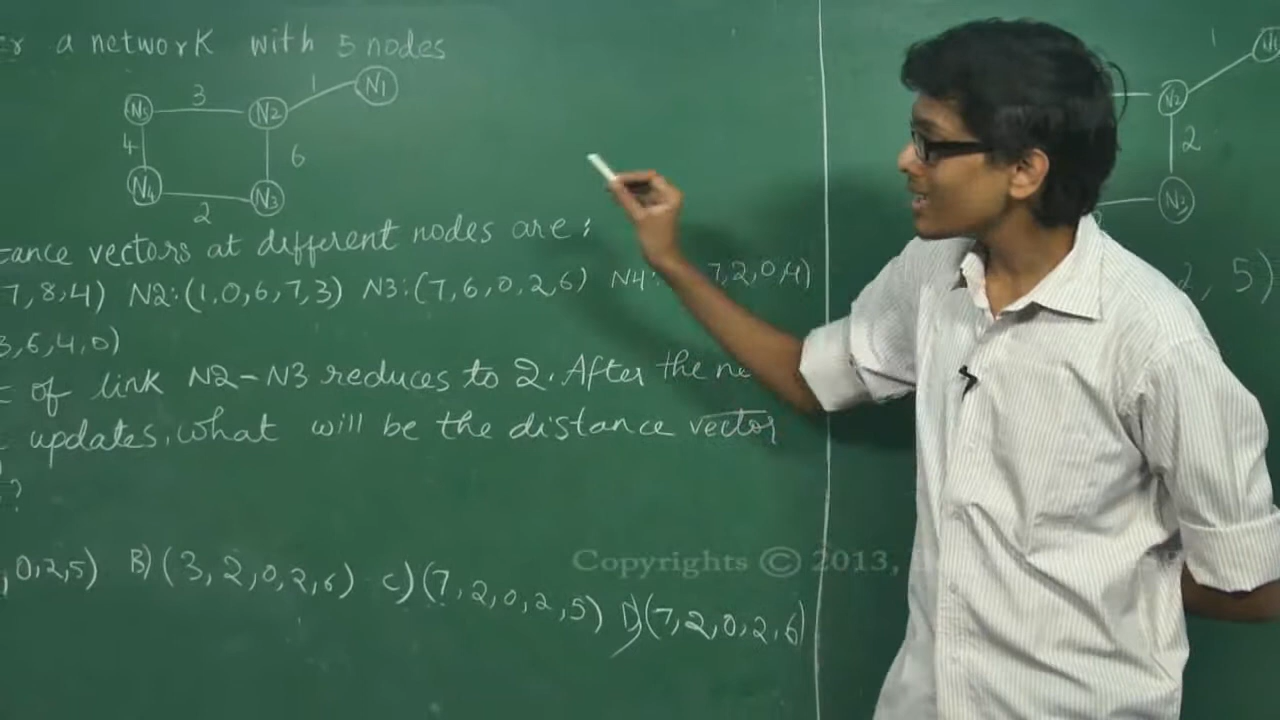 er a network with 5 nodes
1 N1
3
N5 N2
4 6
N4 N3
2
tance vectors at different nodes are:
7,8,4) N2:(1,0,6,7,3) N3:(7,6,0,2,6) N4: 7,2,0,4)
3,6,4,0)
t of link N2-N3 reduces to 2. After the ne
updates, what will be the distance vector
?
,0,2,5) B) (3,2,0,2,6) C) (7,2,0,2,5) D) (7,2,0,2,6)
Copyrights © 2013,
1
N2
2
2, 5)